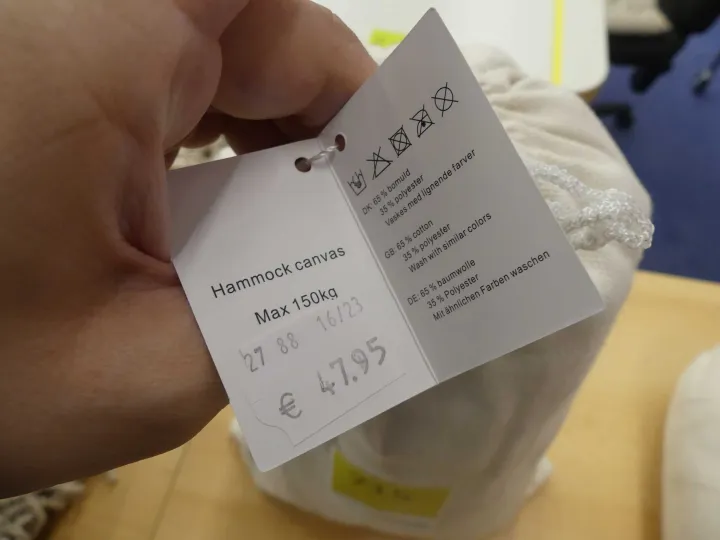 Hammock canvas
Max 150kg
27 88 16/23
€ 47.95
DK: 65 % bomuld
35 % polyester
Vaskes med lignende farver
GB: 65 % cotton
35 % polyester
Wash with similar colors
DE: 65 % baumwolle
35 % Polyester
Mit ähnlichen Farben waschen